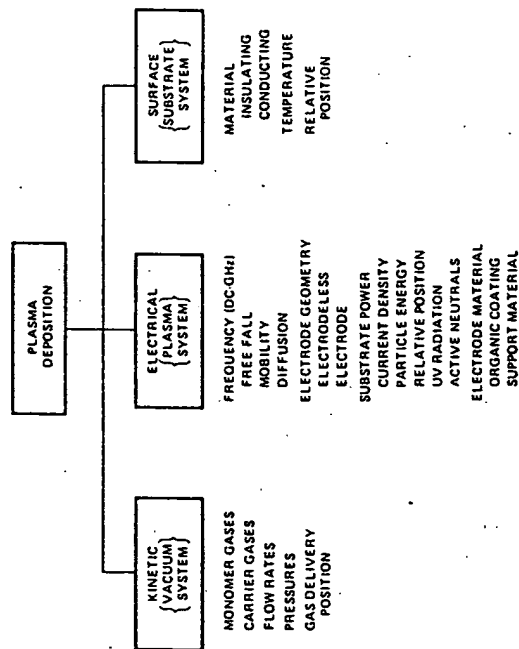 PLASMA
DEPOSITION
KINETIC
{VACUUM}
SYSTEM
MONOMER GASES
CARRIER GASES
FLOW RATES
PRESSURES
GAS DELIVERY
POSITION
ELECTRICAL
{PLASMA}
SYSTEM
FREQUENCY (DC-GHz)
FREE FALL
MOBILITY
DIFFUSION
ELECTRODE GEOMETRY
ELECTRODELESS
ELECTRODE
SUBSTRATE POWER
CURRENT DENSITY
PARTICLE ENERGY
RELATIVE POSITION
UV RADIATION
ACTIVE NEUTRALS
ELECTRODE MATERIAL
ORGANIC COATING
SUPPORT MATERIAL
SURFACE
{SUBSTRATE}
SYSTEM
MATERIAL
INSULATING
CONDUCTING
TEMPERATURE
RELATIVE
POSITION